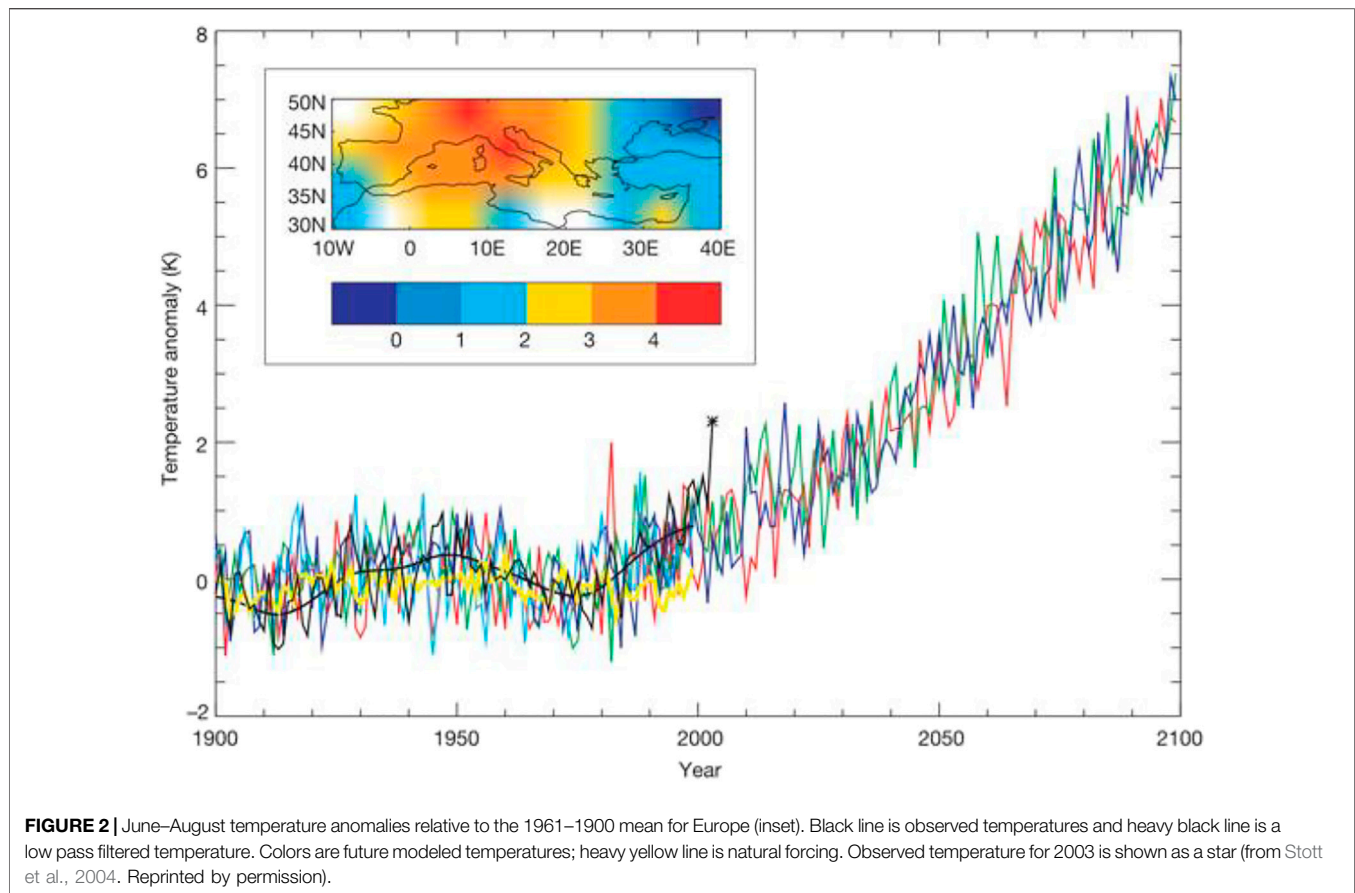 8
6
4
2
0
−2
Temperature anomaly (K)
50N
45N
40N
35N
30N
10W 0 10E 20E 30E 40E
0 1 2 3 4
1900 1950 2000 2050 2100
Year
FIGURE 2 | June–August temperature anomalies relative to the 1961–1900 mean for Europe (inset). Black line is observed temperatures and heavy black line is a
low pass filtered temperature. Colors are future modeled temperatures; heavy yellow line is natural forcing. Observed temperature for 2003 is shown as a star (from Stott
et al., 2004. Reprinted by permission).